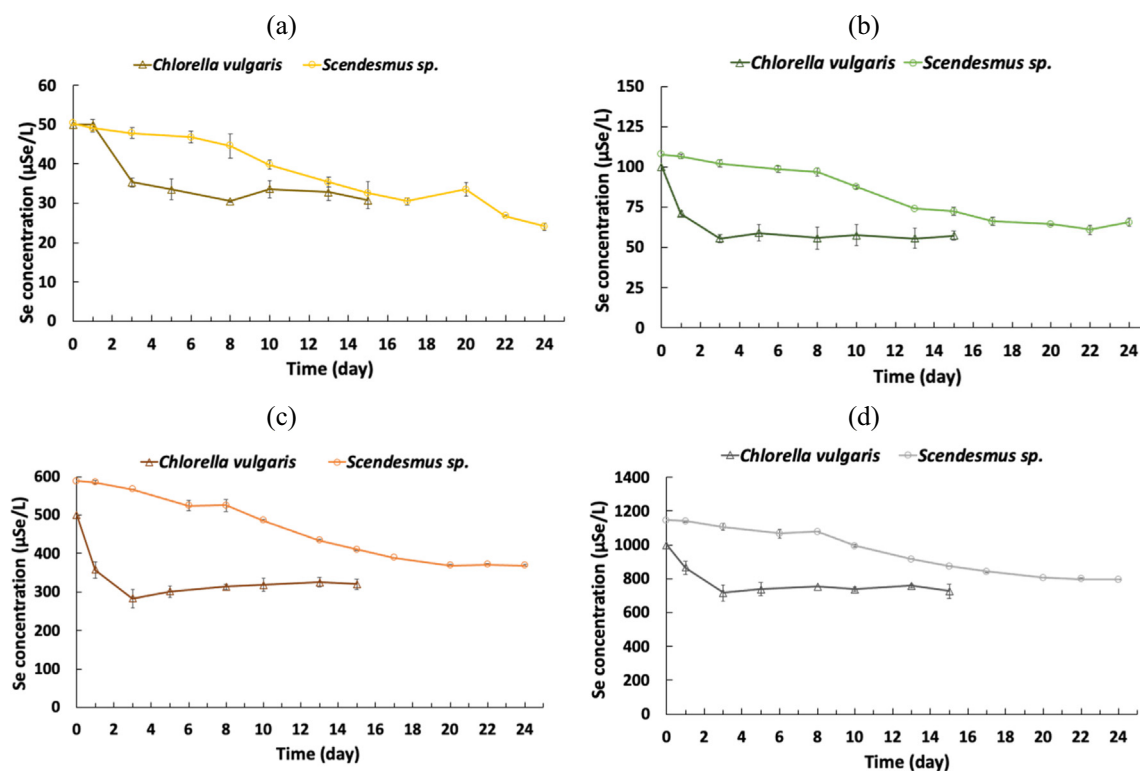 (a)
Chlorella vulgaris Scendesmus sp.
60
50
40
30
20
10
0
Se concentration (µSe/L)
0 2 4 6 8 10 12 14 16 18 20 22 24
Time (day)
(b)
Chlorella vulgaris Scendesmus sp.
150
125
100
75
50
25
0
Se concentration (µSe/L)
0 2 4 6 8 10 12 14 16 18 20 22 24
Time (day)
(c)
Chlorella vulgaris Scendesmus sp.
600
500
400
300
200
100
0
Se concentration (µSe/L)
0 2 4 6 8 10 12 14 16 18 20 22 24
Time (day)
(d)
Chlorella vulgaris Scendesmus sp.
1400
1200
1000
800
600
400
200
0
Se concentration (µSe/L)
0 2 4 6 8 10 12 14 16 18 20 22 24
Time (day)